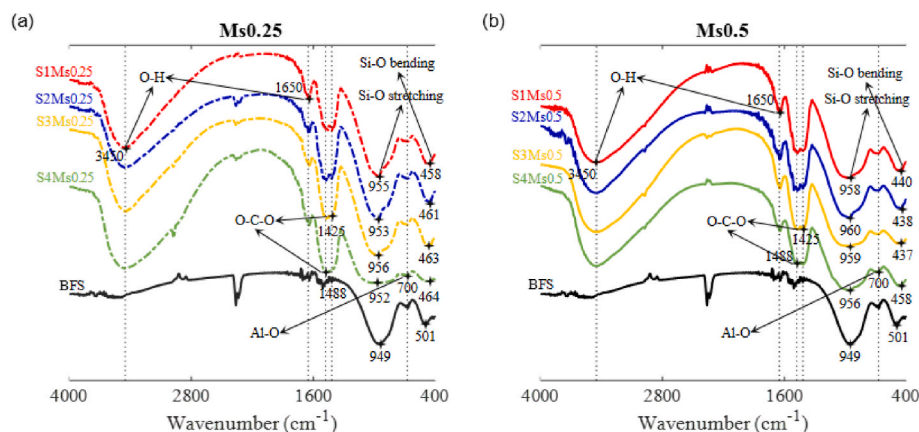 (a)
Ms0.25
S1Ms0.25
S2Ms0.25
S3Ms0.25
S4Ms0.25
BFS
O-H
1650
3450
Si-O bending
Si-O stretching
955
458
953
461
O-C-O
1425
956
463
1488
952
700
464
Al-O
949
501
4000
2800
1600
400
Wavenumber (cm-1)
(b)
Ms0.5
S1Ms0.5
S2Ms0.5
S3Ms0.5
S4Ms0.5
BFS
O-H
1650
3450
Si-O bending
Si-O stretching
958
440
960
438
O-C-O
1425
959
437
1488
956
700
458
Al-O
949
501
4000
2800
1600
400
Wavenumber (cm-1)